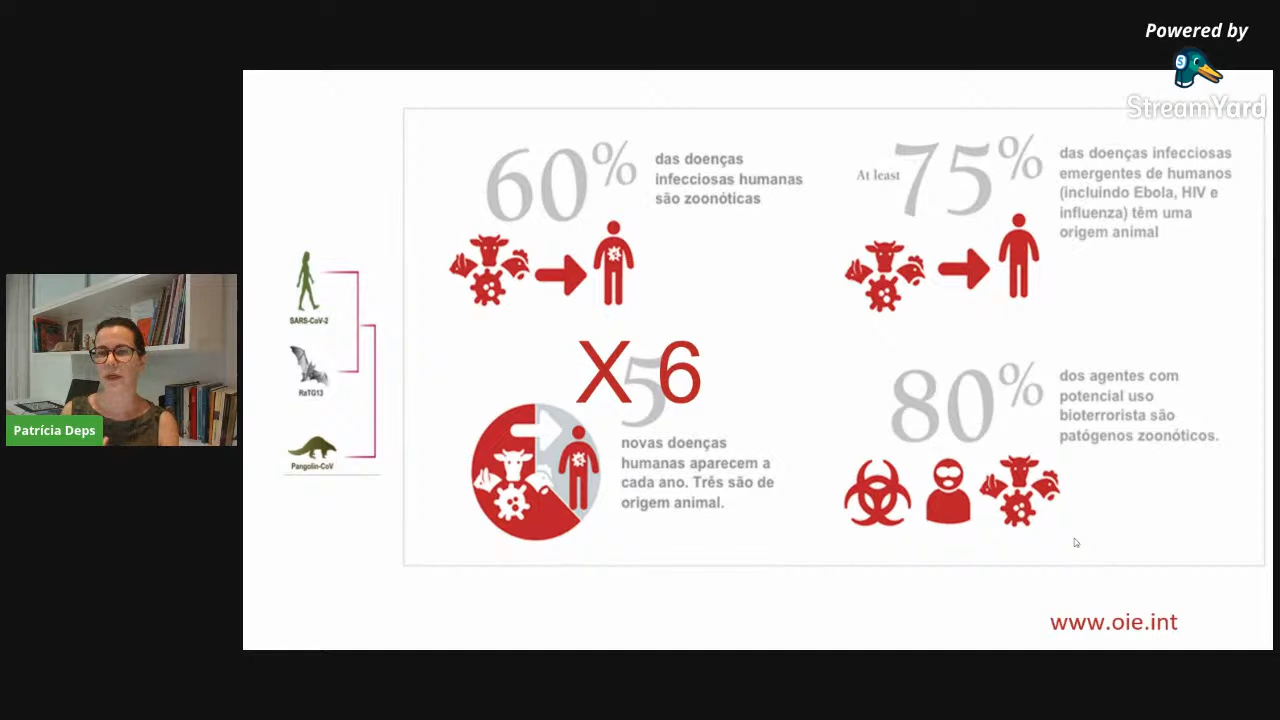 Powered by
StreamYard
60%
das doenças
infecciosas humanas
são zoonóticas
At least 75%
das doenças infecciosas
emergentes de humanos
(incluindo Ebola, HIV e
influenza) têm uma
origem animal
SARS-CoV-2
RaTG13
Pangolin-CoV
X 6
5
novas doenças
humanas aparecem a
cada ano. Três são de
origem animal.
80%
dos agentes com
potencial uso
bioterrorista são
patógenos zoonóticos.
Patrícia Deps
www.oie.int